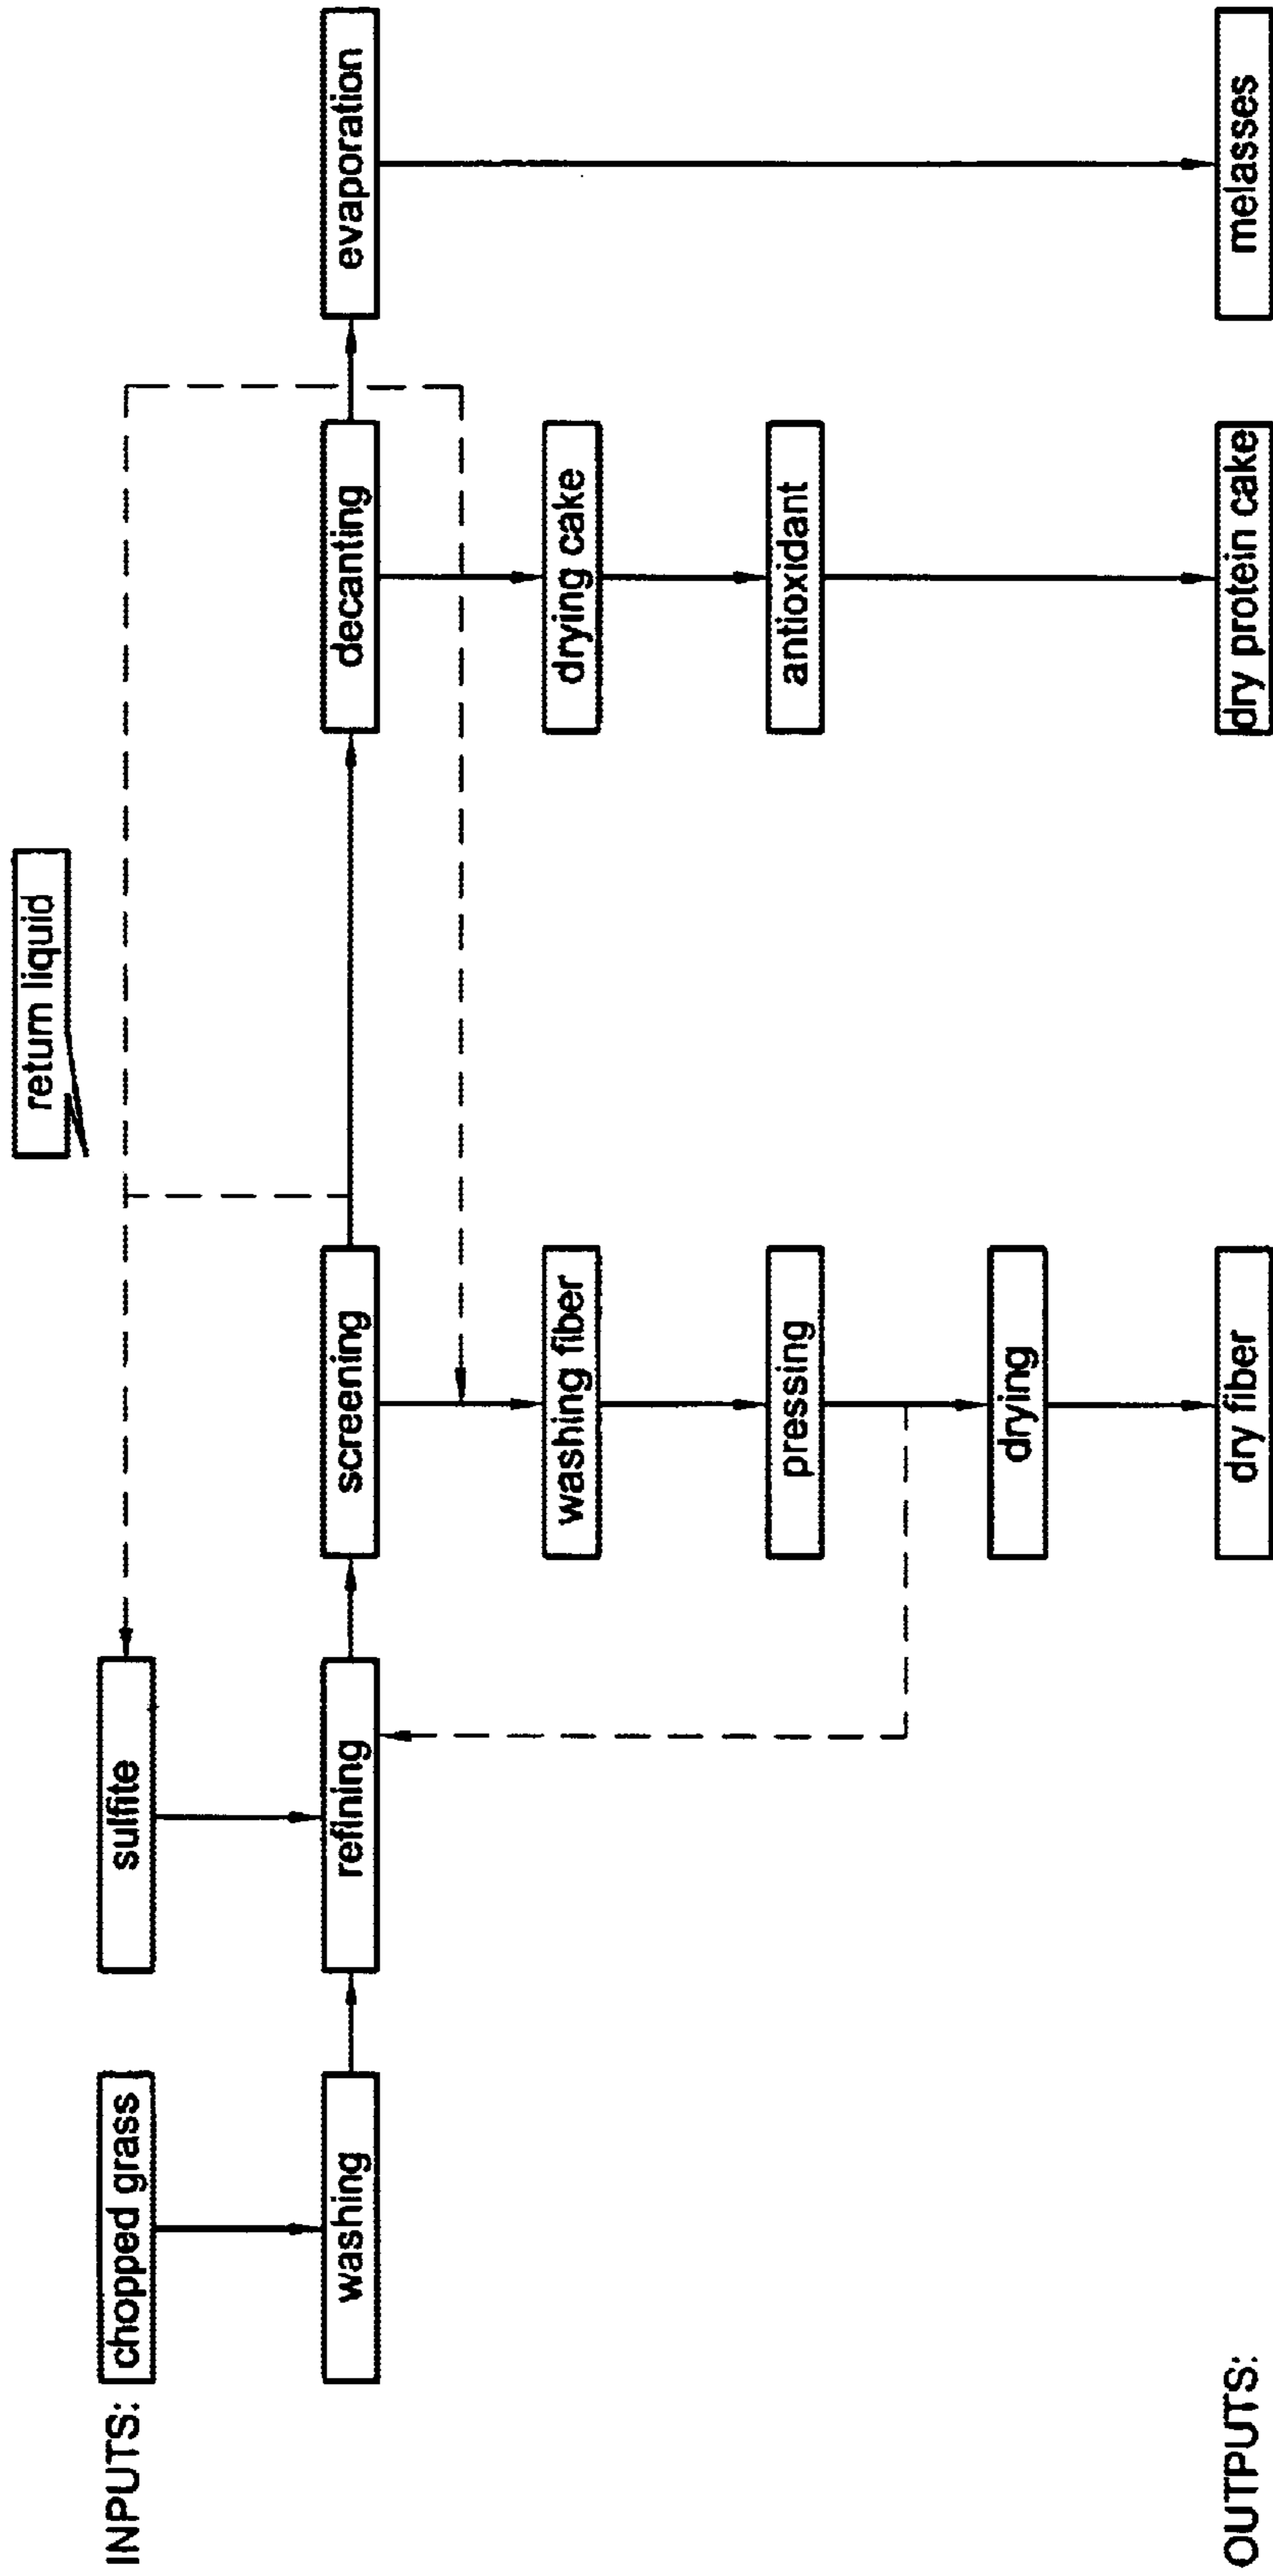 return liquid
INPUTS:
chopped grass
sulfite
washing
refining
screening
decanting
evaporation
washing fiber
drying cake
pressing
antioxidant
drying
OUTPUTS:
dry fiber
dry protein cake
melasses